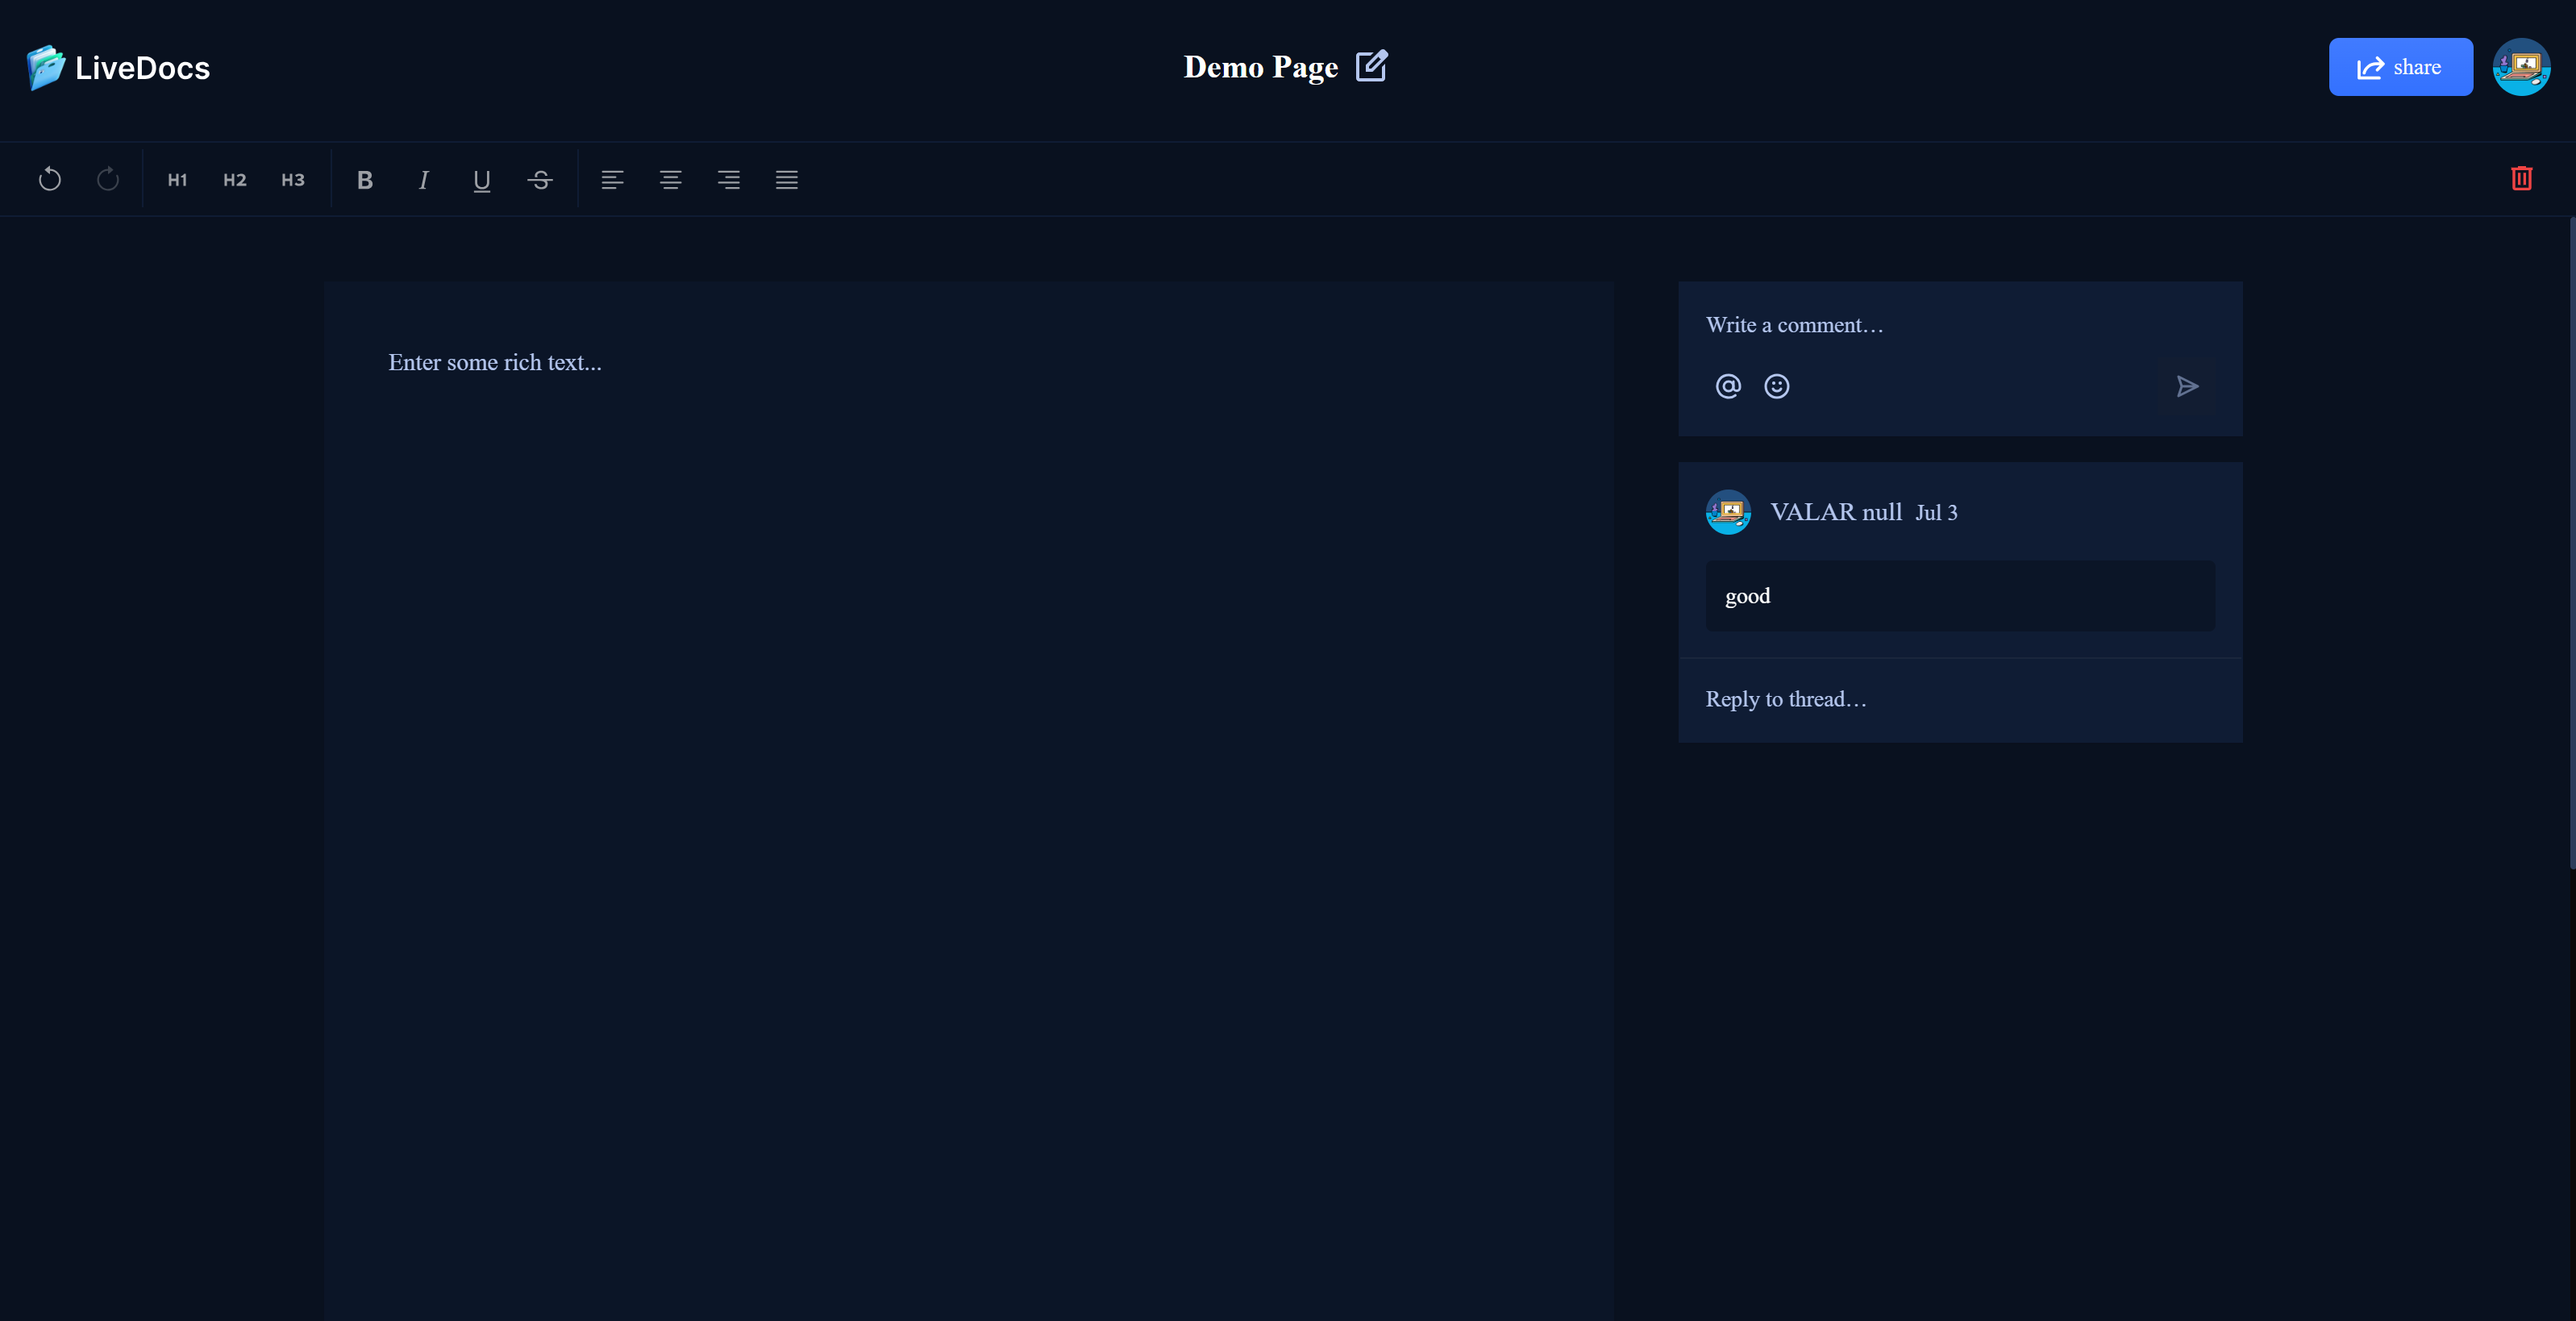 LiveDocs
Demo Page
share
H1 H2 H3 B I U S
Enter some rich text...
Write a comment…
VALAR null Jul 3
good
Reply to thread…